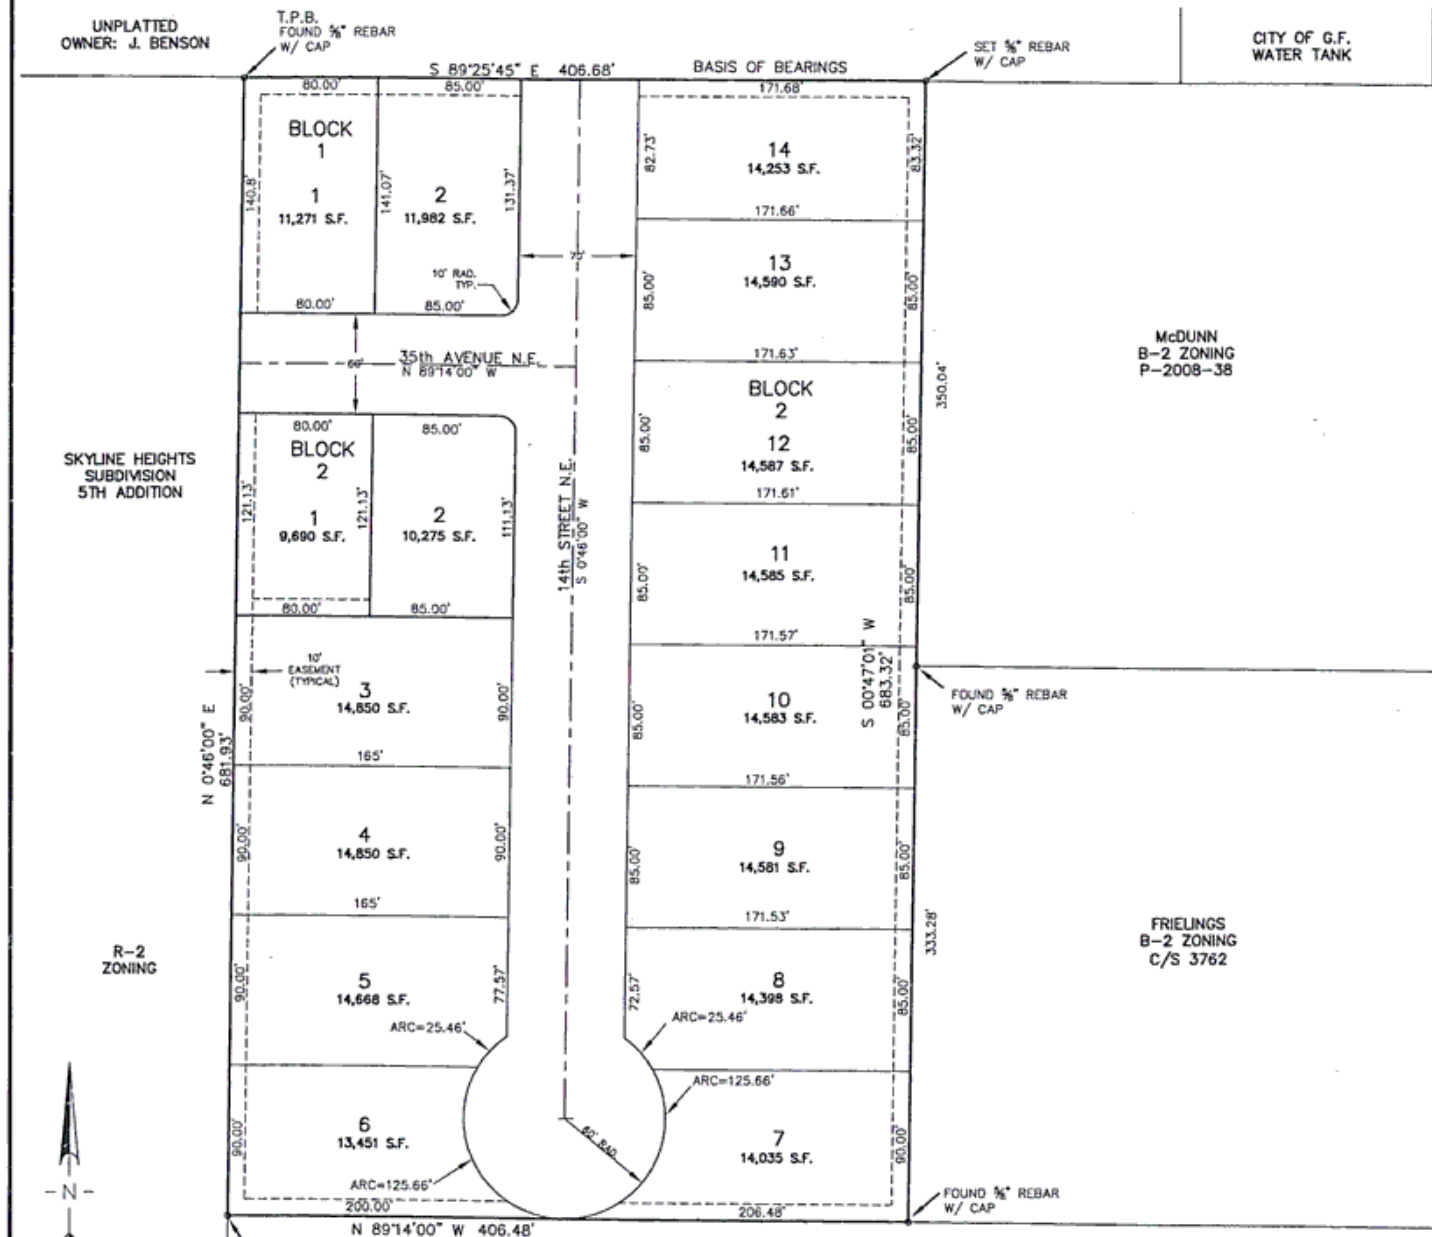 UNPLATTED
OWNER: J. BENSON
T.P.B.
FOUND ⅝" REBAR
W/ CAP
S 89°25'45" E 406.68'
BASIS OF BEARINGS
SET ⅝" REBAR
W/ CAP
CITY OF G.F.
WATER TANK
80.00'
85.00'
171.68'
BLOCK
1
1
11,271 S.F.
140.8'
141.07'
2
11,982 S.F.
131.37'
82.73'
14
14,253 S.F.
83.32'
171.66'
10' RAD.
TYP.
80.00'
85.00'
85.00'
13
14,590 S.F.
85.00'
171.63'
35th AVENUE N.E.
N 89°14'00" W
60'
McDUNN
B-2 ZONING
P-2008-38
350.04'
BLOCK
2
12
14,587 S.F.
85.00'
85.00'
171.61'
80.00'
85.00'
BLOCK
2
1
9,690 S.F.
121.13'
121.13'
2
10,275 S.F.
111.13'
80.00'
85.00'
SKYLINE HEIGHTS
SUBDIVISION
5TH ADDITION
14th STREET N.E.
S 0°46'00" W
11
14,585 S.F.
85.00'
85.00'
171.57'
10'
EASEMENT
(TYPICAL)
3
14,850 S.F.
90.00'
90.00'
165'
N 0°46'00" E
681.93'
10
14,583 S.F.
85.00'
85.00'
171.56'
S 00°47'01" W
683.32'
FOUND ⅝" REBAR
W/ CAP
4
14,850 S.F.
90.00'
90.00'
165'
9
14,581 S.F.
85.00'
85.00'
171.53'
333.28'
FRIELINGS
B-2 ZONING
C/S 3762
R-2
ZONING
5
14,668 S.F.
90.00'
77.57'
ARC=25.46'
8
14,398 S.F.
72.57'
85.00'
ARC=25.46'
ARC=125.66'
6
13,451 S.F.
90.00'
ARC=125.66'
7
14,035 S.F.
90.00'
RAD.
-N-
200.00'
206.48'
N 89°14'00" W 406.48'
FOUND ⅝" REBAR
W/ CAP